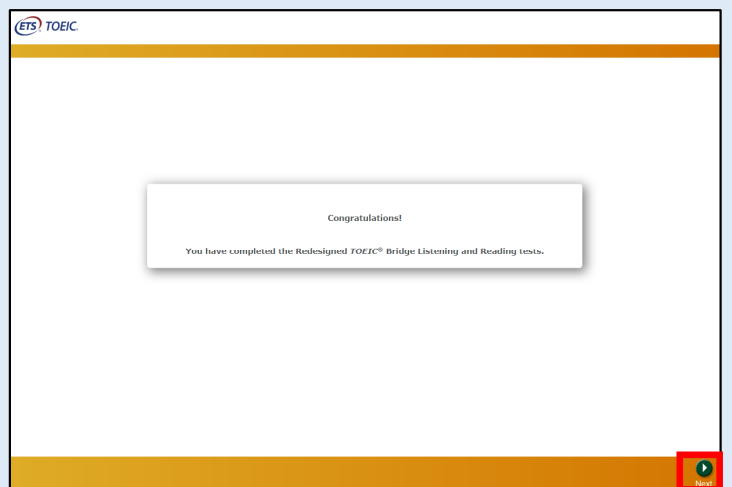 ETS TOEIC.
Congratulations!
You have completed the Redesigned TOEIC® Bridge Listening and Reading tests.
Next